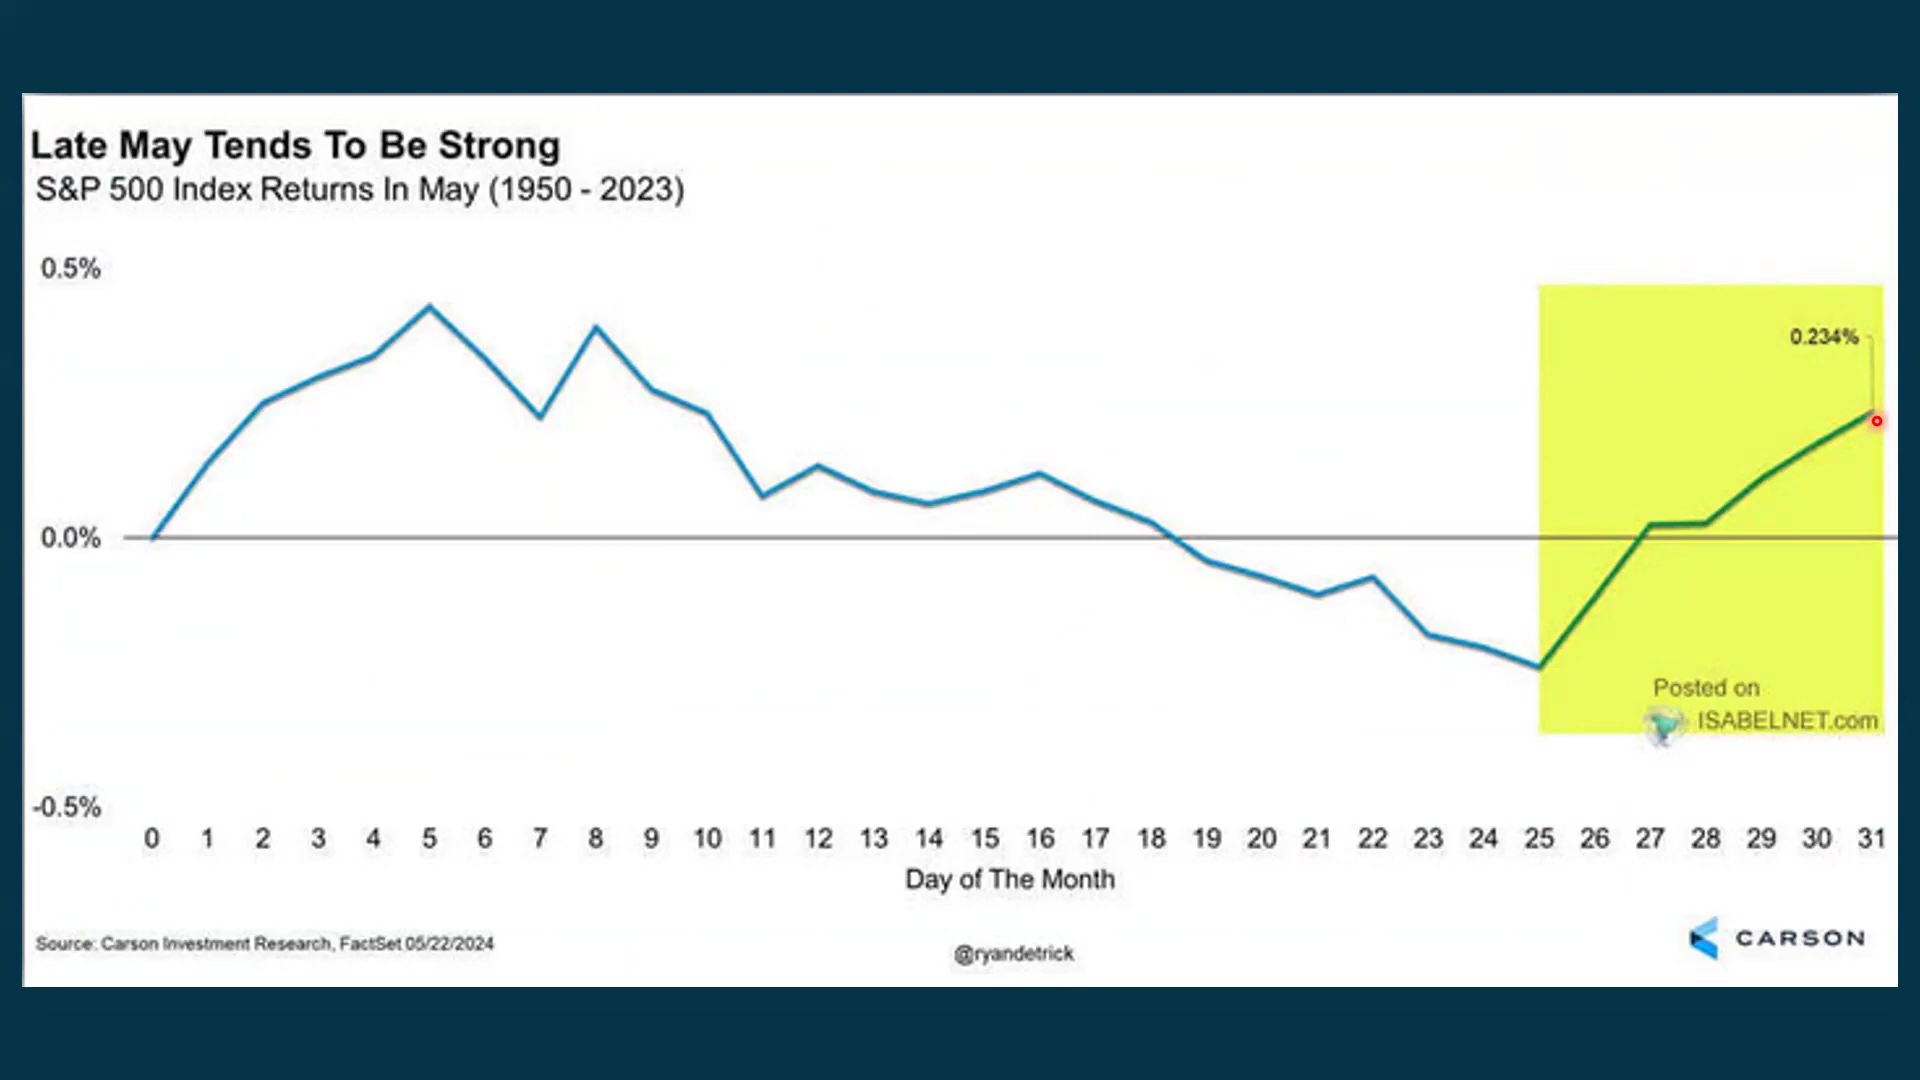 Late May Tends To Be Strong
S&P 500 Index Returns In May (1950 - 2023)
0.5%
0.234%
0.0%
Posted on
ISABELNET.com
-0.5%
0 1 2 3 4 5 6 7 8 9 10 11 12 13 14 15 16 17 18 19 20 21 22 23 24 25 26 27 28 29 30 31
Day of The Month
Source: Carson Investment Research, FactSet 05/22/2024
@ryandetrick
CARSON